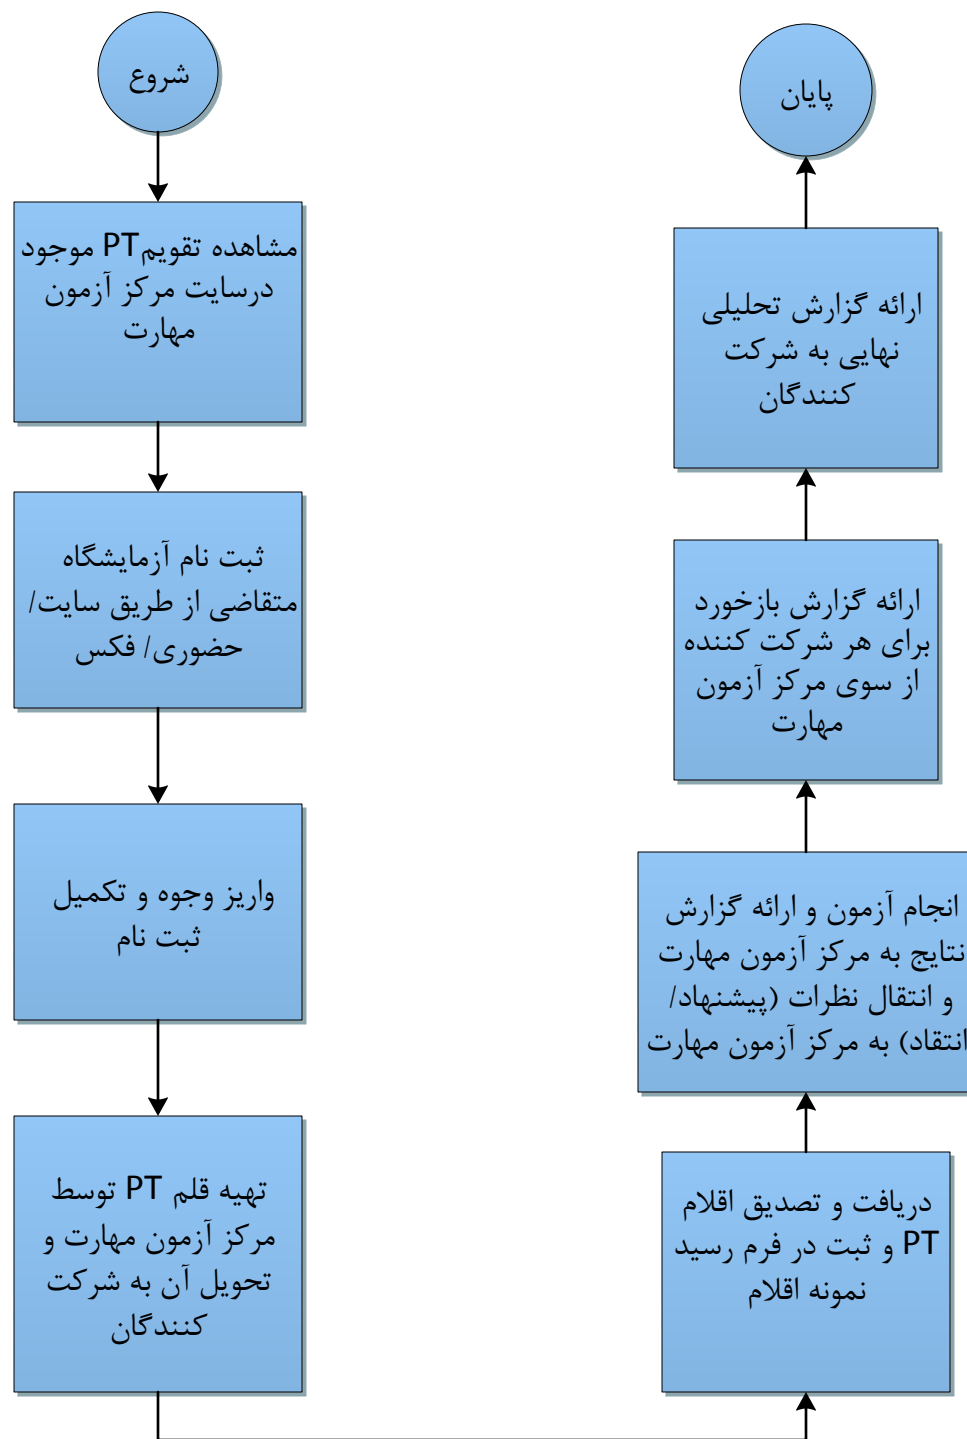 شروع
مشاهده تقویمPT موجود
درسایت مرکز آزمون
مهارت
ثبت نام آزمایشگاه
متقاضی از طریق سایت/
حضوری/ فکس
واریز وجوه و تکمیل
ثبت نام
تهیه قلم PT توسط
مرکز آزمون مهارت و
تحویل آن به شرکت
کنندگان
دریافت و تصدیق اقلام
PT و ثبت در فرم رسید
نمونه اقلام
انجام آزمون و ارائه گزارش
نتایج به مرکز آزمون مهارت
و انتقال نظرات (پیشنهاد/
انتقاد) به مرکز آزمون مهارت
ارائه گزارش بازخورد
برای هر شرکت کننده
از سوی مرکز آزمون
مهارت
ارائه گزارش تحلیلی
نهایی به شرکت
کنندگان
پایان